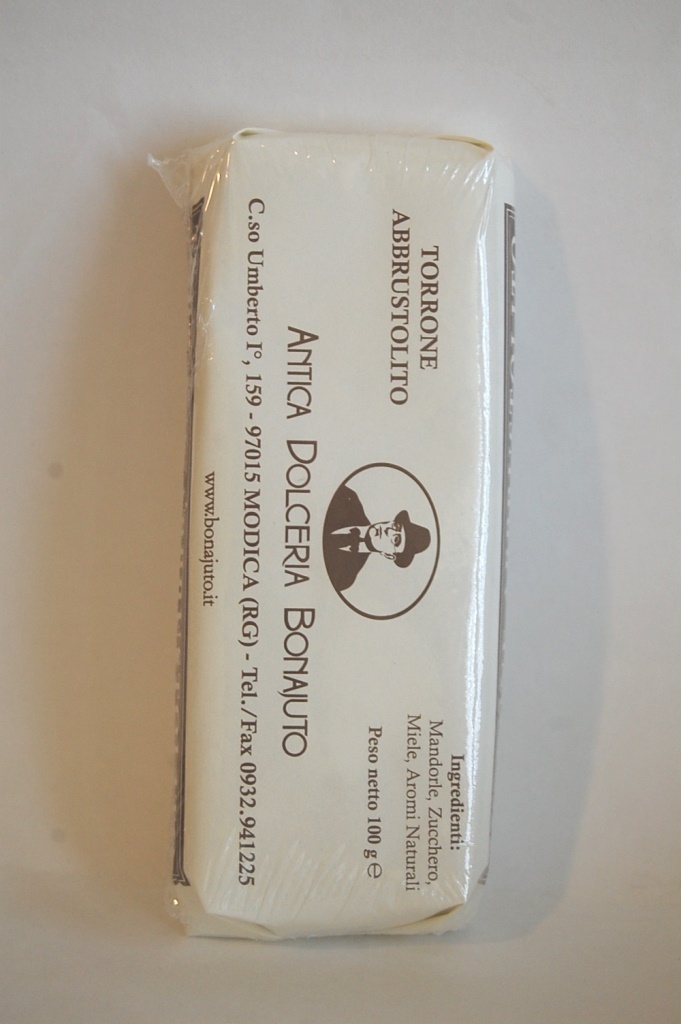 TORRONE
ABBRUSTOLITO
Ingredienti:
Mandorle, Zucchero,
Miele, Aromi Naturali
Peso netto 100 g ℮
ANTICA DOLCERIA BONAJUTO
C.so Umberto I°, 159 - 97015 MODICA (RG) - Tel./Fax 0932.941225
www.bonajuto.it